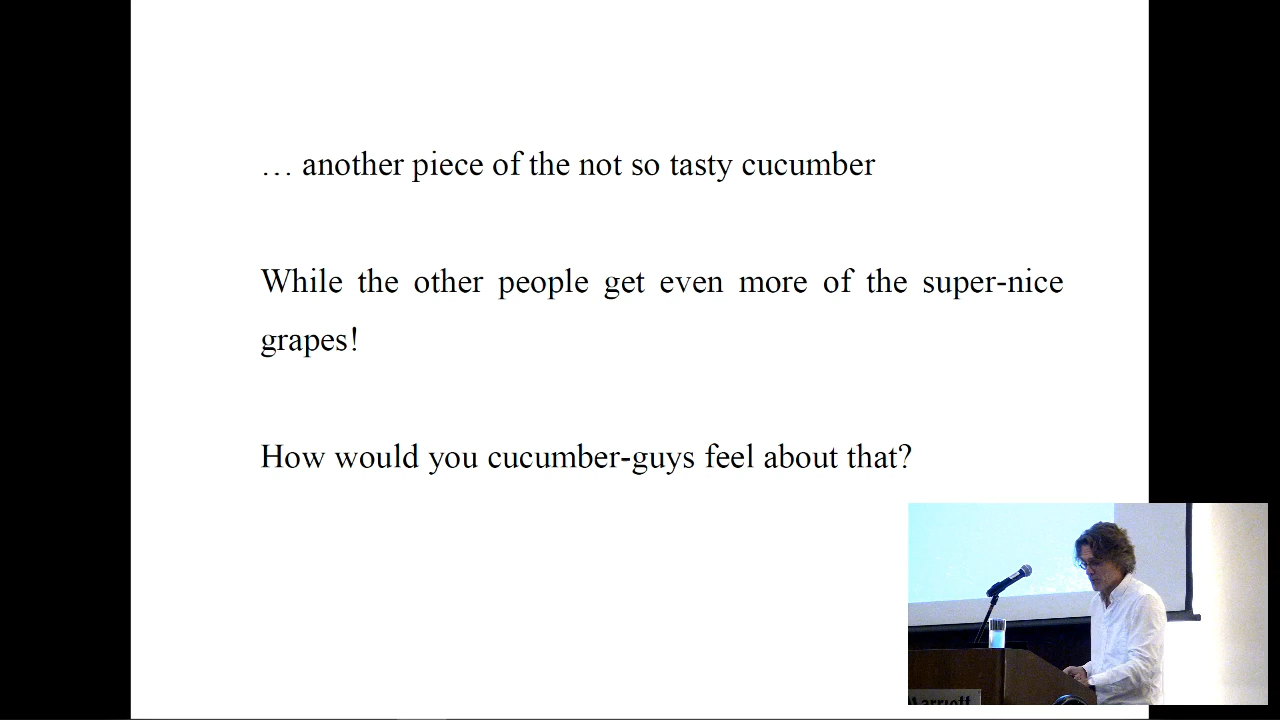 … another piece of the not so tasty cucumber
While the other people get even more of the super-nice
grapes!
How would you cucumber-guys feel about that?
Marriott